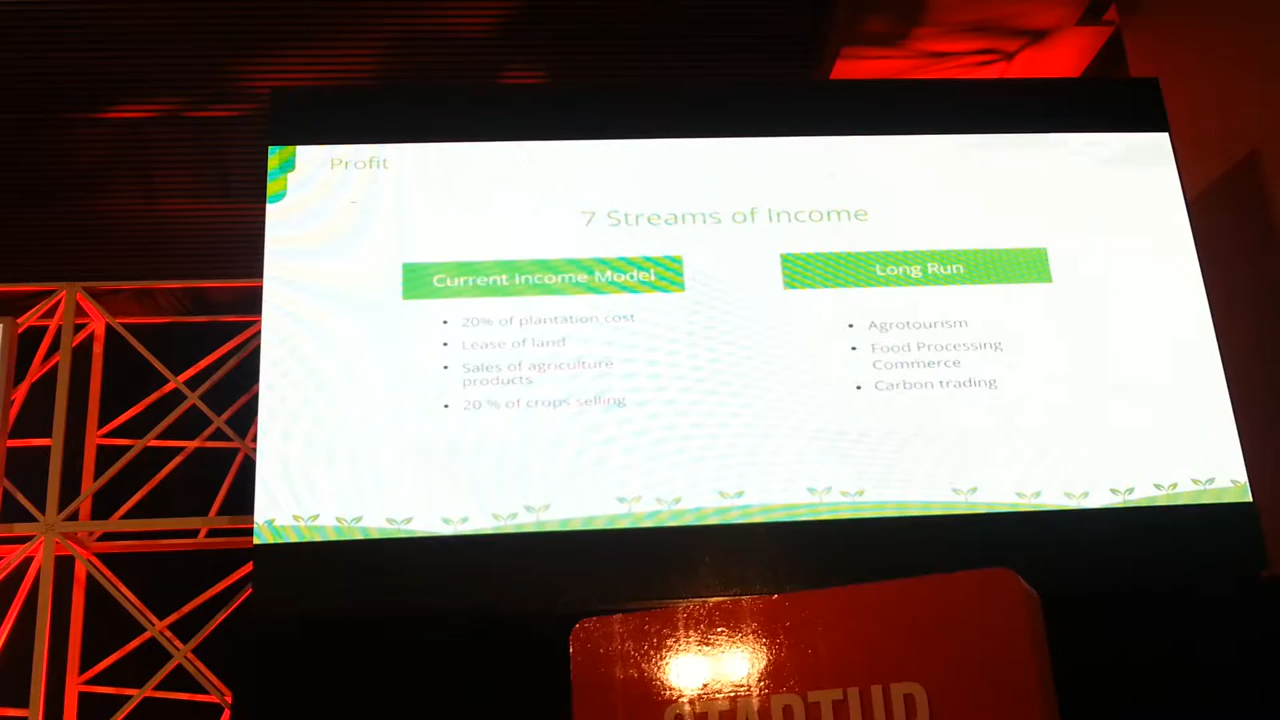 Profit
7 Streams of Income
Current Income Model
• 20% of plantation cost
• Lease of land
• Sales of agriculture
products
• 20 % of crops selling
Long Run
• Agrotourism
• Food Processing
Commerce
• Carbon trading
STARTUP